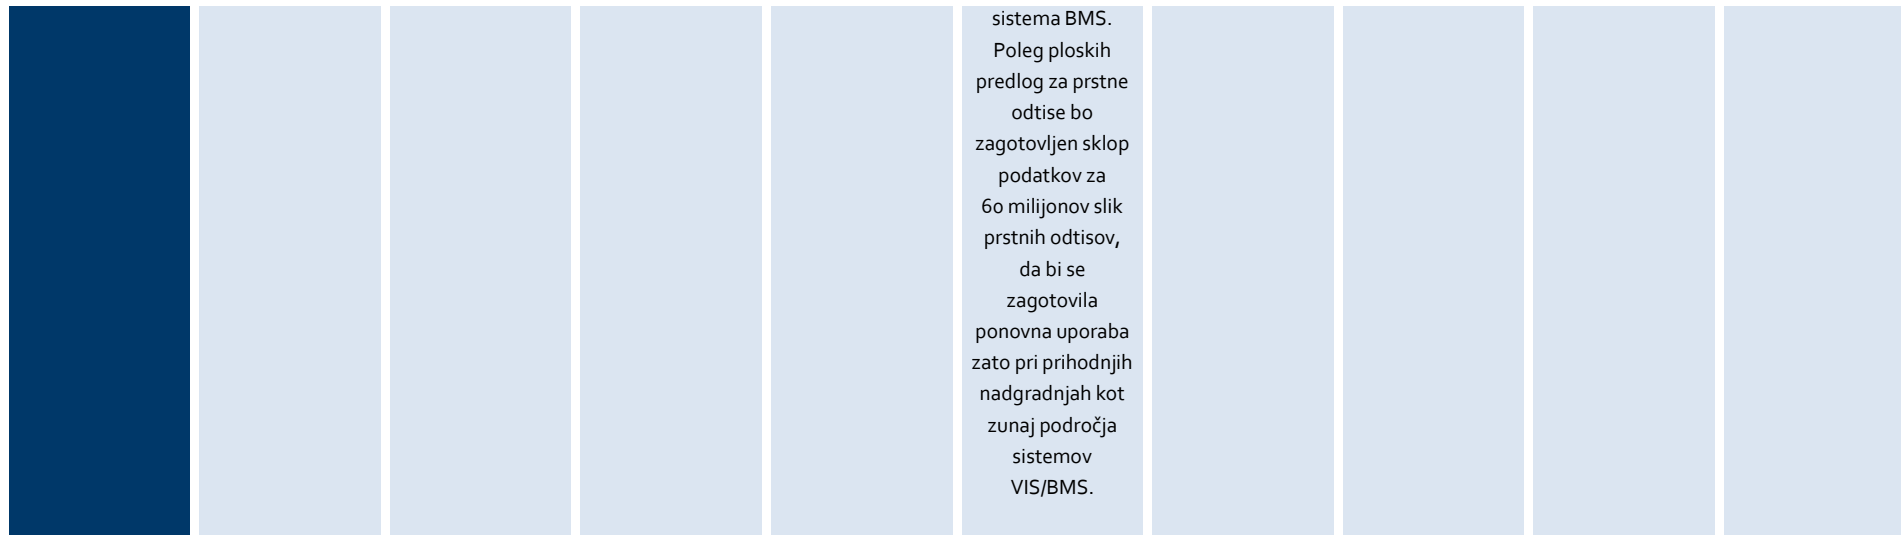 sistema BMS.
Poleg ploskih
predlog za prstne
odtise bo
zagotovljen sklop
podatkov za
60 milijonov slik
prstnih odtisov,
da bi se
zagotovila
ponovna uporaba
zato pri prihodnjih
nadgradnjah kot
zunaj področja
sistemov
VIS/BMS.